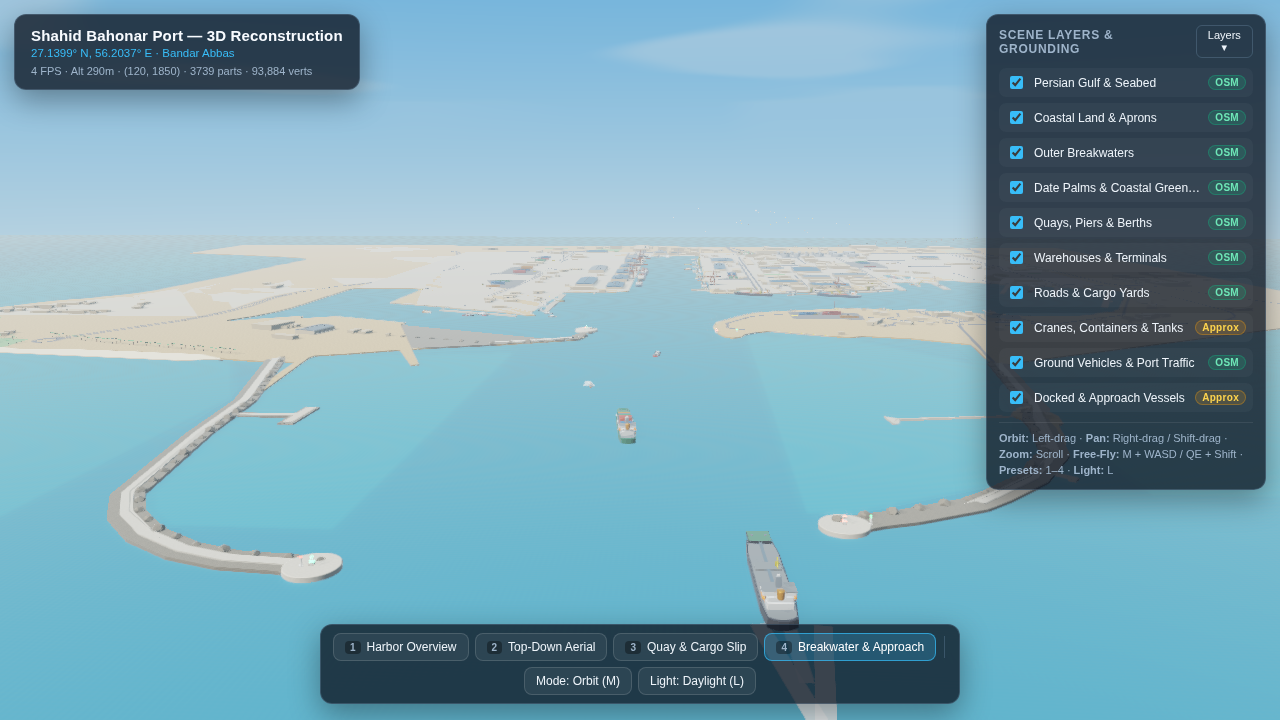 Shahid Bahonar Port — 3D Reconstruction
27.1399° N, 56.2037° E · Bandar Abbas
4 FPS · Alt 290m · (120, 1850) · 3739 parts · 93,884 verts
SCENE LAYERS &
GROUNDING
Layers
▼
Persian Gulf & Seabed OSM
Coastal Land & Aprons OSM
Outer Breakwaters OSM
Date Palms & Coastal Green… OSM
Quays, Piers & Berths OSM
Warehouses & Terminals OSM
Roads & Cargo Yards OSM
Cranes, Containers & Tanks Approx
Ground Vehicles & Port Traffic OSM
Docked & Approach Vessels Approx
Orbit: Left-drag · Pan: Right-drag / Shift-drag ·
Zoom: Scroll · Free-Fly: M + WASD / QE + Shift ·
Presets: 1–4 · Light: L
1 Harbor Overview 2 Top-Down Aerial 3 Quay & Cargo Slip 4 Breakwater & Approach
Mode: Orbit (M) Light: Daylight (L)